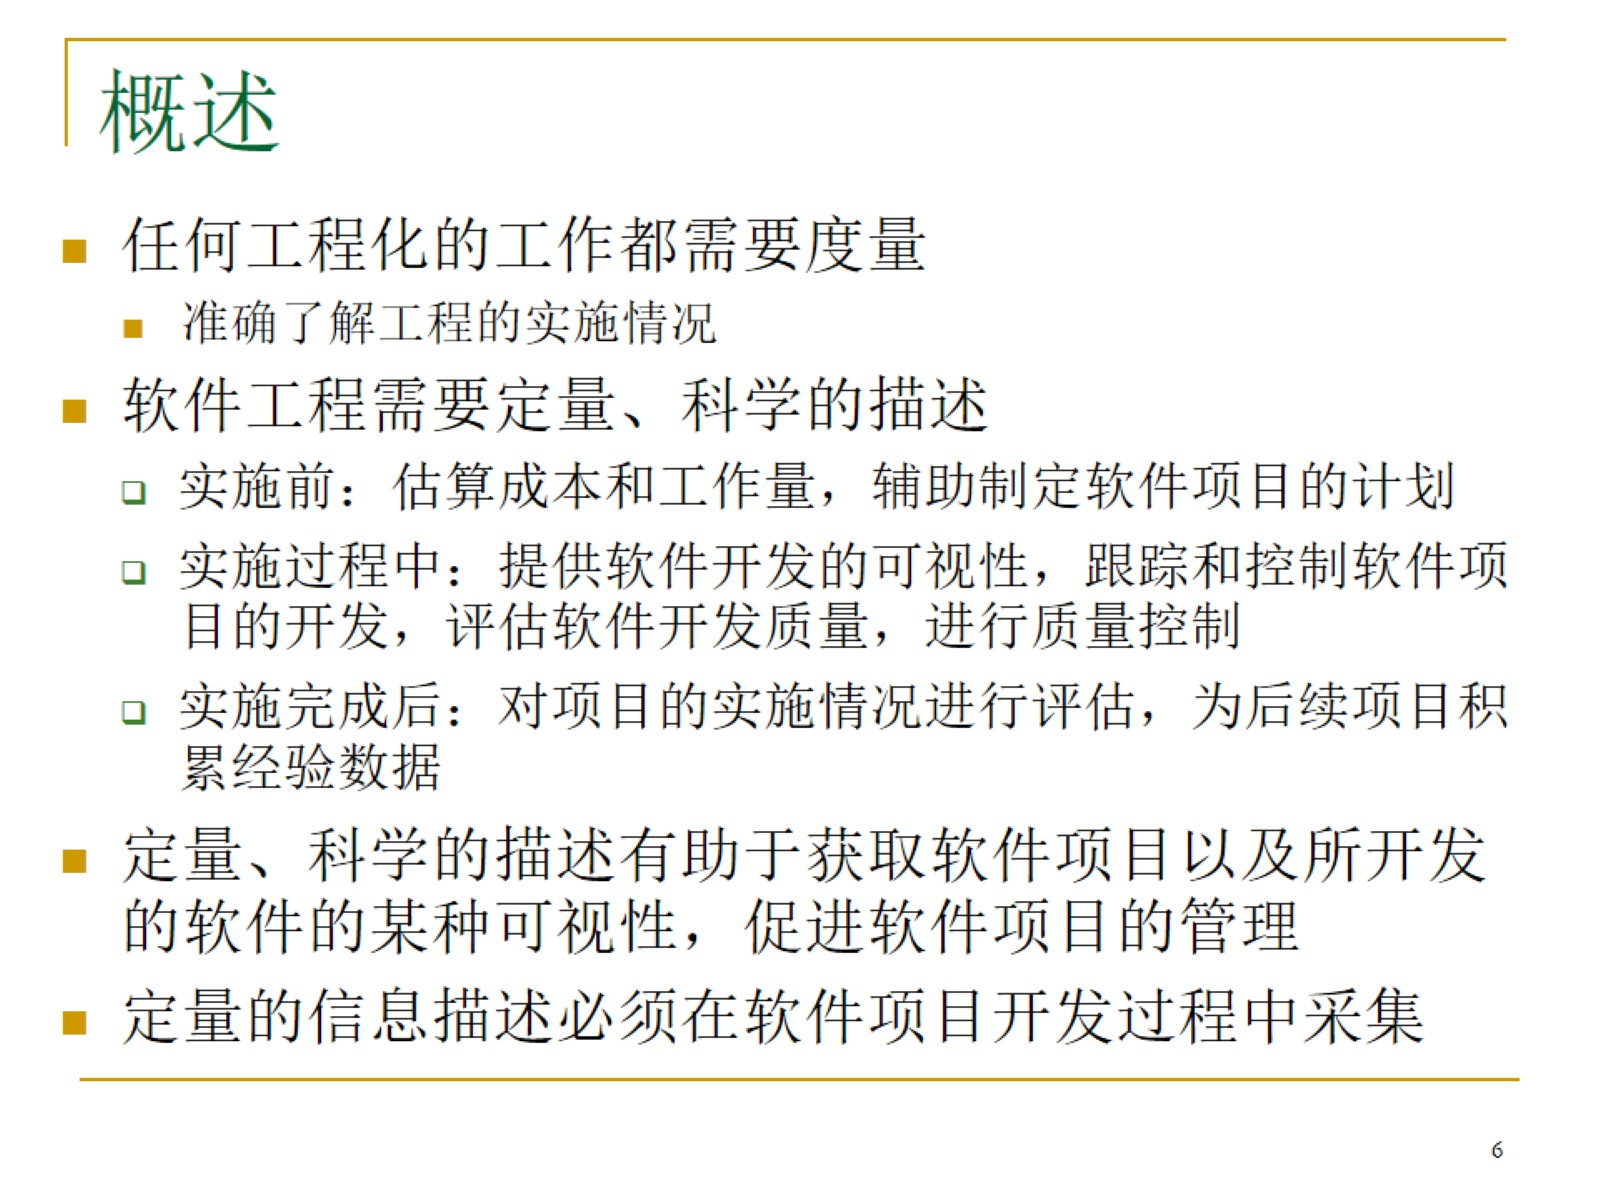 概述
任何工程化的工作都需要度量
准确了解工程的实施情况
软件工程需要定量、科学的描述
实施前：估算成本和工作量，辅助制定软件项目的计划
实施过程中：提供软件开发的可视性，跟踪和控制软件项
目的开发，评估软件开发质量，进行质量控制
实施完成后：对项目的实施情况进行评估，为后续项目积
累经验数据
定量、科学的描述有助于获取软件项目以及所开发
的软件的某种可视性，促进软件项目的管理
定量的信息描述必须在软件项目开发过程中采集
6